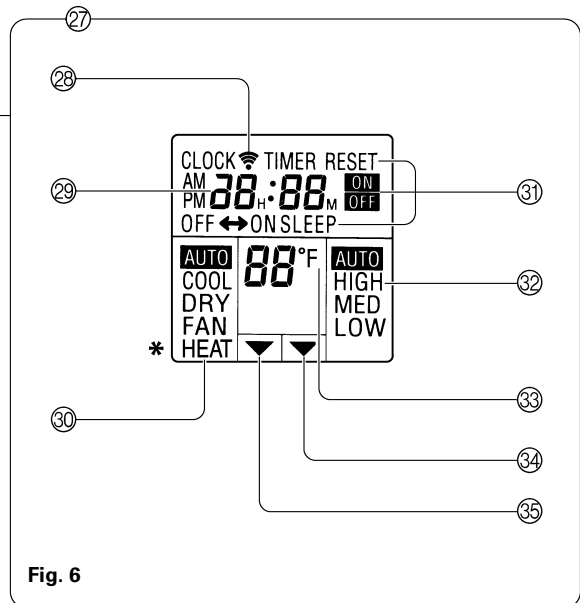 ㉗
㉘
CLOCK TIMER RESET
㉙ AM 38H:88M ON ㉛
PM OFF
OFF ↔ ON SLEEP
AUTO 88°F AUTO
COOL HIGH ㉜
DRY MED
FAN LOW
* HEAT ▼ ▼
㉝
㉚
㉞
㉟
Fig. 6